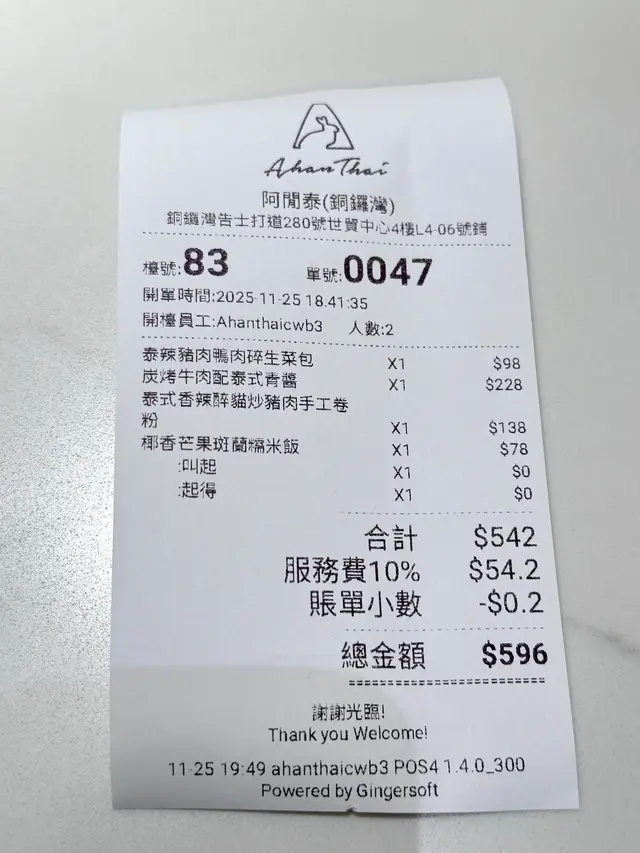 Ahan Thai
阿閒泰(銅鑼灣)
銅鑼灣告士打道280號世貿中心4樓L4-06號鋪
檯號:83 單號:0047
開單時間:2025-11-25 18:41:35
開檯員工:Ahanthaicwb3 人數:2
泰辣豬肉鴨肉碎生菜包 X1 $98
炭烤牛肉配泰式青醬 X1 $228
泰式香辣醉貓炒豬肉手工卷
粉 X1 $138
椰香芒果斑蘭糯米飯 X1 $78
:叫起 X1 $0
:起得 X1 $0
合計 $542
服務費10% $54.2
賬單小數 -$0.2
總金額 $596
謝謝光臨!
Thank you Welcome!
11-25 19:49 ahanthaicwb3 POS4 1.4.0_300
Powered by Gingersoft